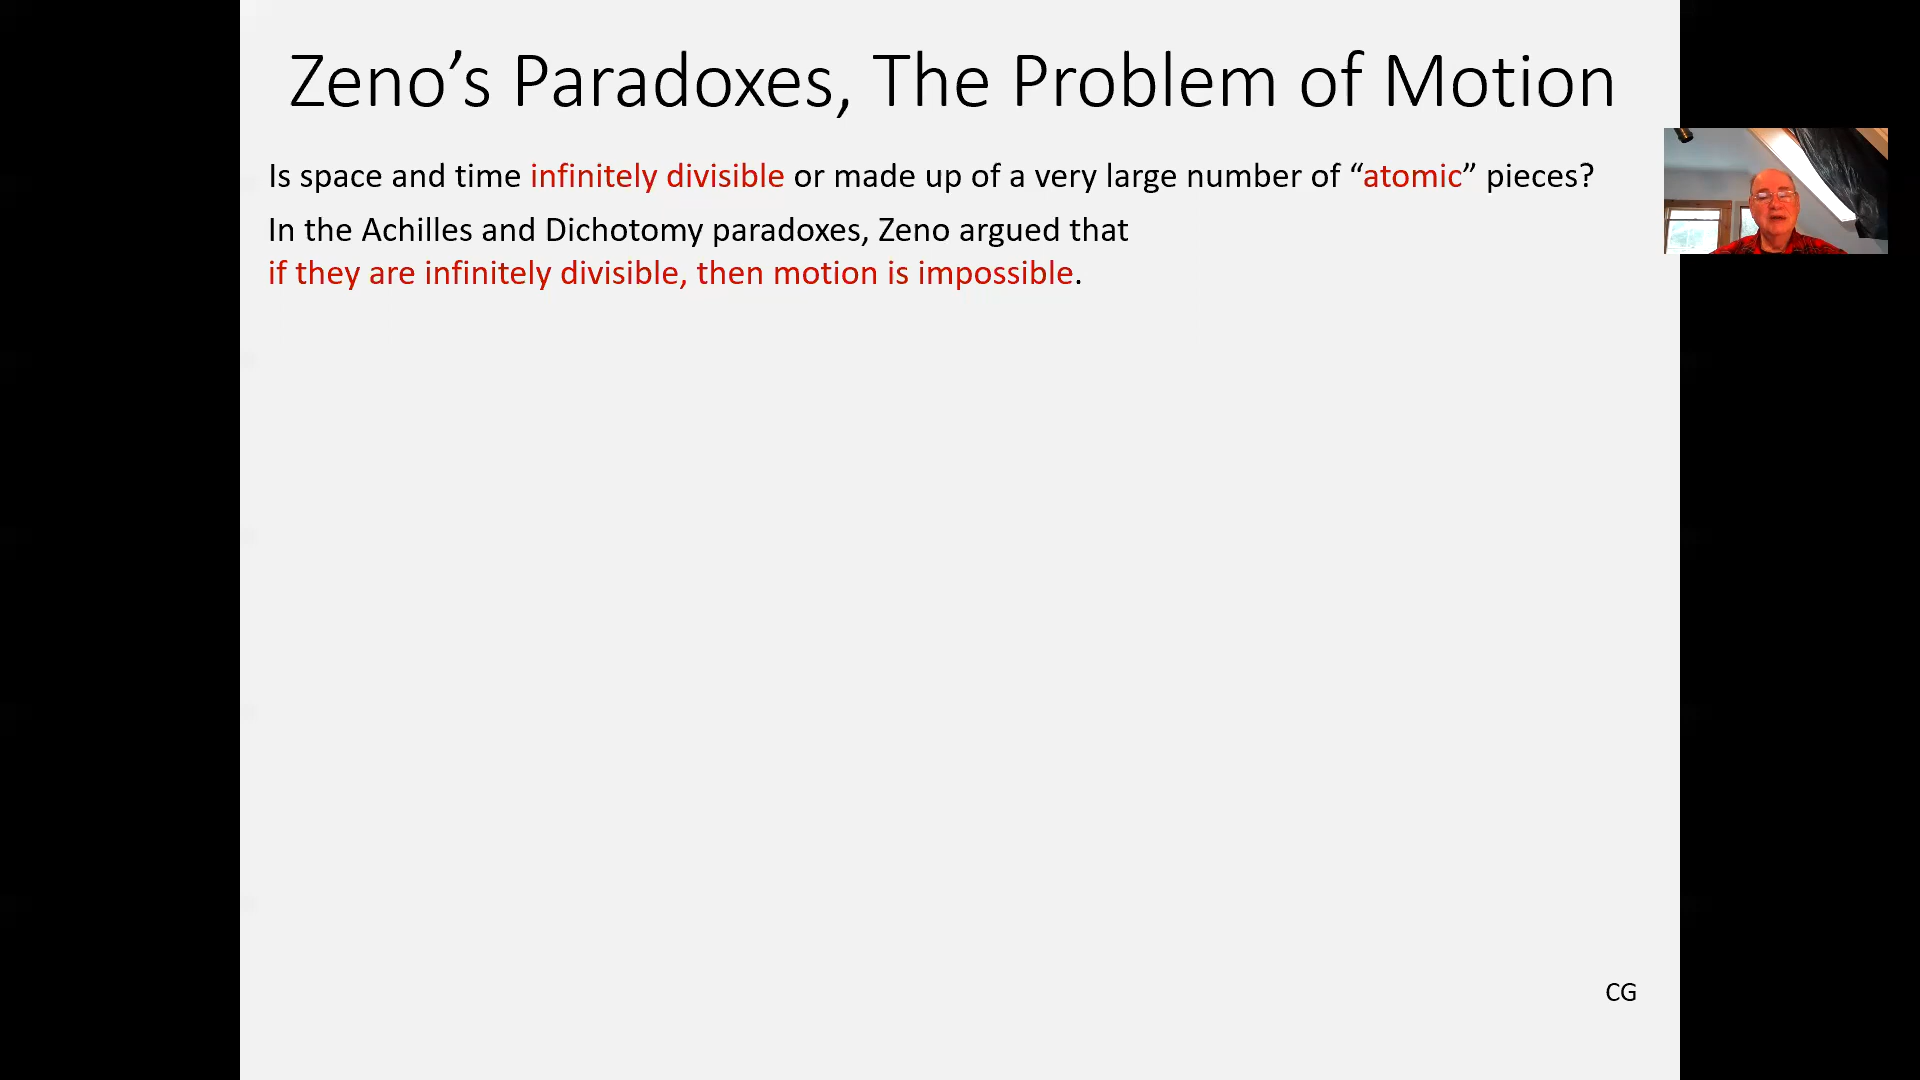 Zeno’s Paradoxes, The Problem of Motion
Is space and time infinitely divisible or made up of a very large number of “atomic” pieces?
In the Achilles and Dichotomy paradoxes, Zeno argued that
if they are infinitely divisible, then motion is impossible.
CG